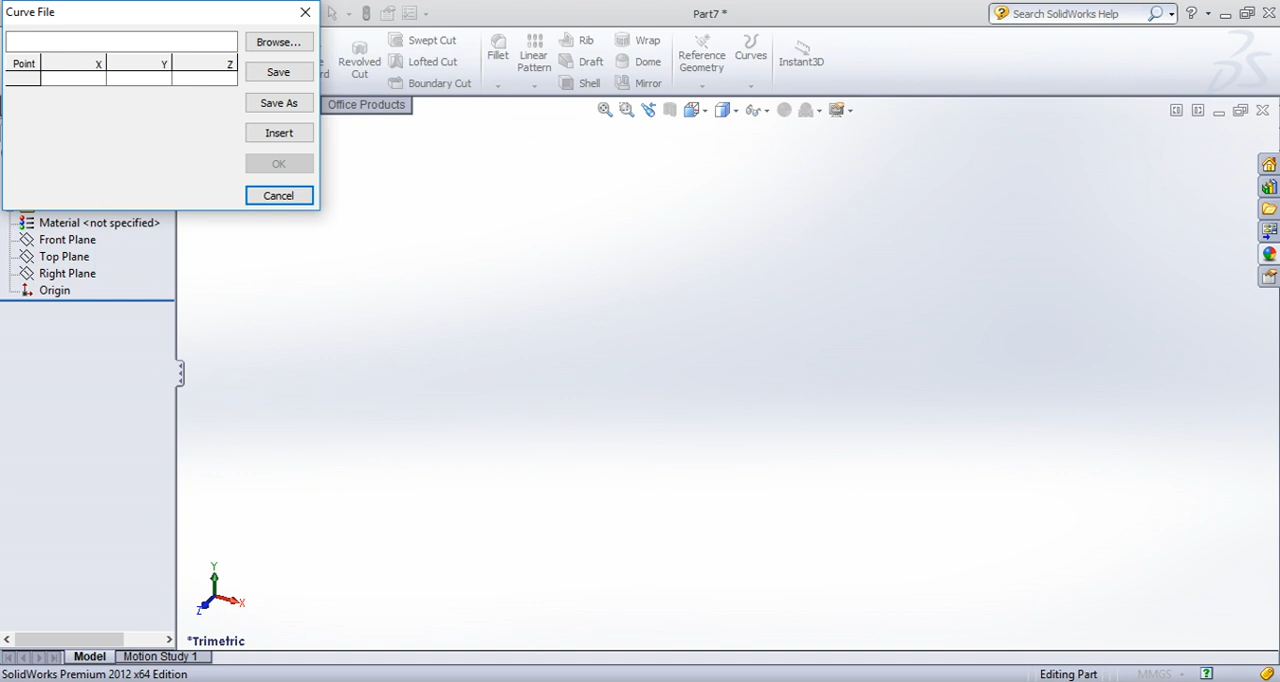 Curve File
Part7 *
Search SolidWorks Help
Browse...
Point X Y Z
Save
Save As
Insert
OK
Cancel
Revolved
Cut
Swept Cut
Lofted Cut
Boundary Cut
Fillet
Linear
Pattern
Rib
Draft
Shell
Wrap
Dome
Mirror
Reference
Geometry
Curves
Instant3D
Office Products
Material <not specified>
Front Plane
Top Plane
Right Plane
Origin
Y
X
Z
*Trimetric
Model
Motion Study 1
SolidWorks Premium 2012 x64 Edition
Editing Part
MMGS